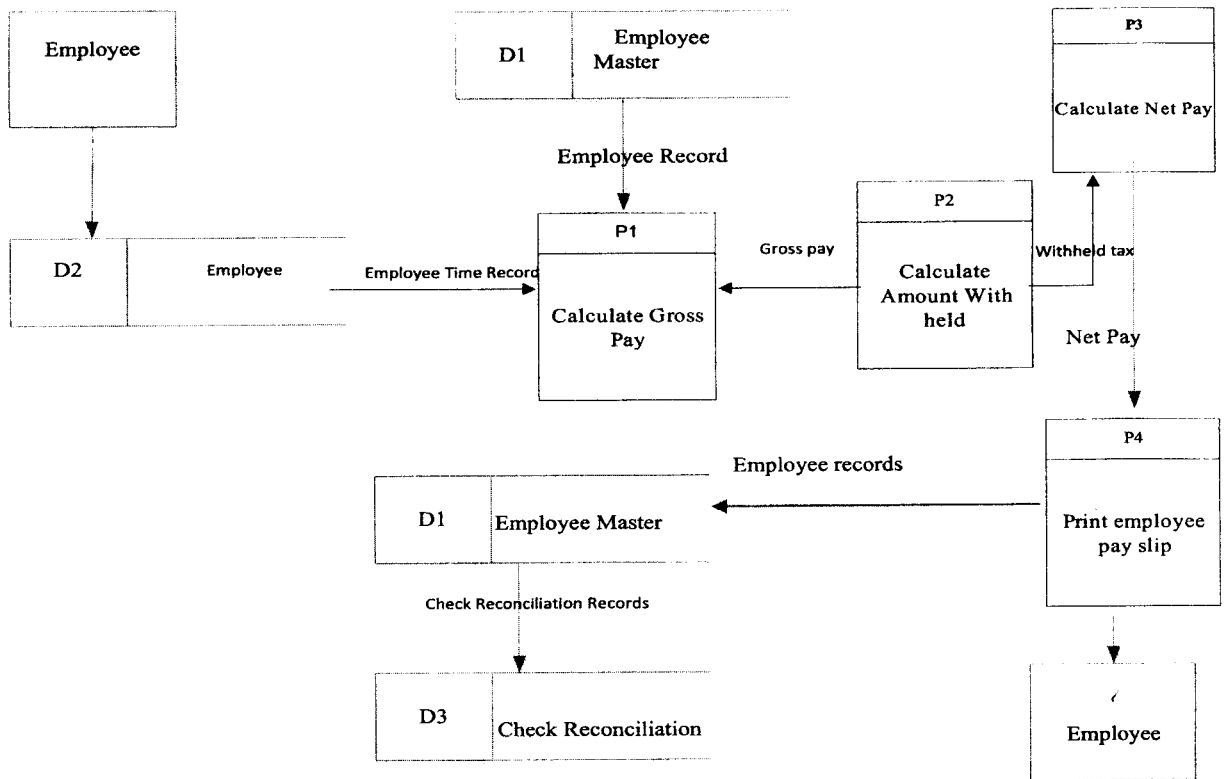 Employee
D1
Employee
Master
P3
Calculate Net Pay
Employee Record
D2
Employee
Employee Time Record
P1
Calculate Gross
Pay
Gross pay
P2
Calculate
Amount With
held
Withheld tax
Net Pay
P4
Print employee
pay slip
Employee records
D1
Employee Master
Check Reconciliation Records
D3
Check Reconciliation
Employee